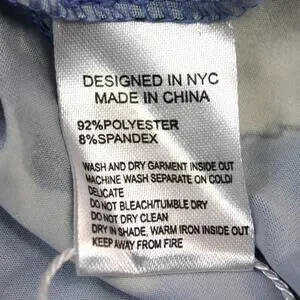 DESIGNED IN NYC
MADE IN CHINA
92%POLYESTER
8%SPANDEX
WASH AND DRY GARMENT INSIDE OUT
MACHINE WASH SEPARATE ON COLD/
DELICATE
DO NOT BLEACH/TUMBLE DRY
DO NOT DRY CLEAN
DRY IN SHADE, WARM IRON INSIDE OUT
KEEP AWAY FROM FIRE